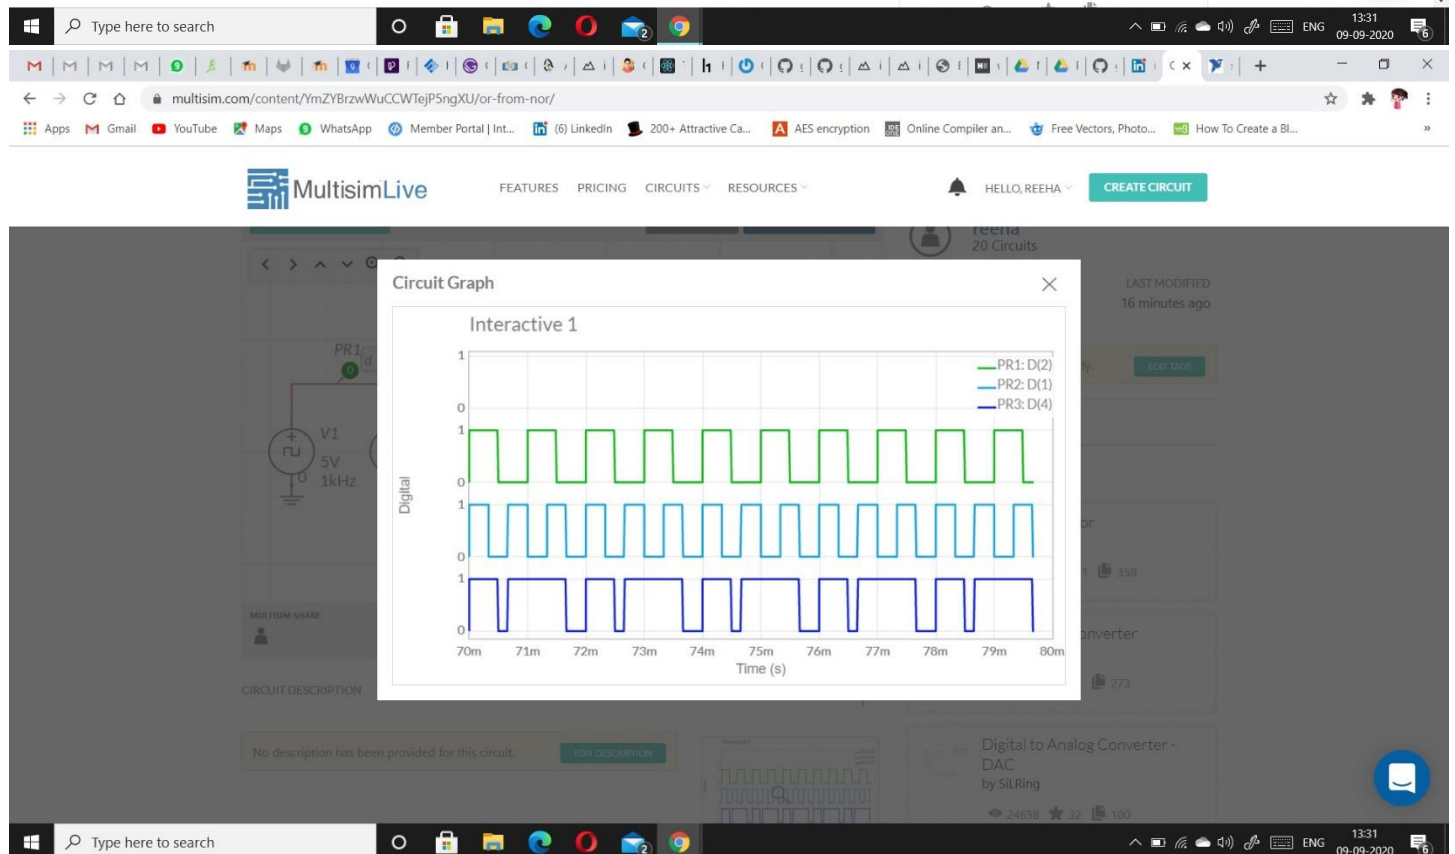 Type here to search
2
ENG
13:31
09-09-2020
6
multisim.com/content/YmZYBrzwWuCCWTejP5ngXU/or-from-nor/
Apps Gmail YouTube Maps WhatsApp Member Portal | Int... (6) LinkedIn 200+ Attractive Ca... AES encryption Online Compiler an... Free Vectors, Photo... How To Create a Bl... »
MultisimLive FEATURES PRICING CIRCUITS RESOURCES HELLO, REEHA CREATE CIRCUIT
20 Circuits
LAST MODIFIED
16 minutes ago
EDIT TAGS
PR1
V1
5V
1kHz
Circuit Graph
Interactive 1
PR1: D(2)
PR2: D(1)
PR3: D(4)
1
0
1
0
1
0
1
0
Digital
70m 71m 72m 73m 74m 75m 76m 77m 78m 79m 80m
Time (s)
358
273
MULTISIM SHARE
CIRCUIT DESCRIPTION
No description has been provided for this circuit. EDIT DESCRIPTION
Digital to Analog Converter -
DAC
by SiLRing
24658 32 100
Type here to search
2
ENG
13:31
09-09-2020
6